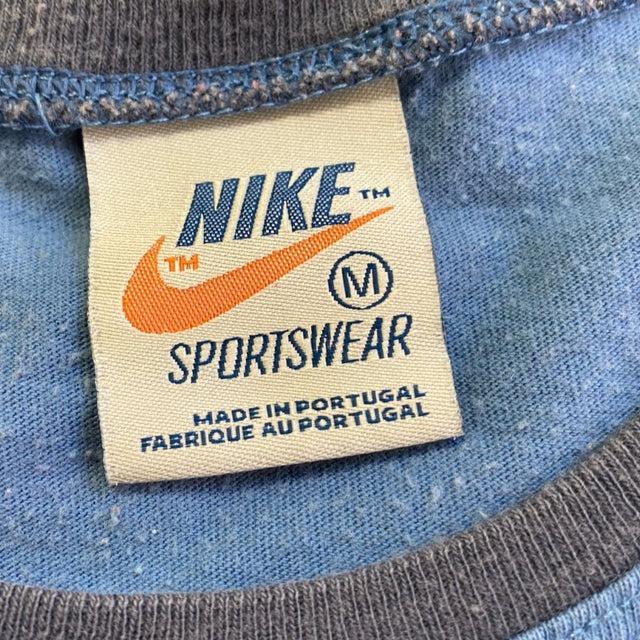 NIKE™
™
M
SPORTSWEAR
MADE IN PORTUGAL
FABRIQUE AU PORTUGAL